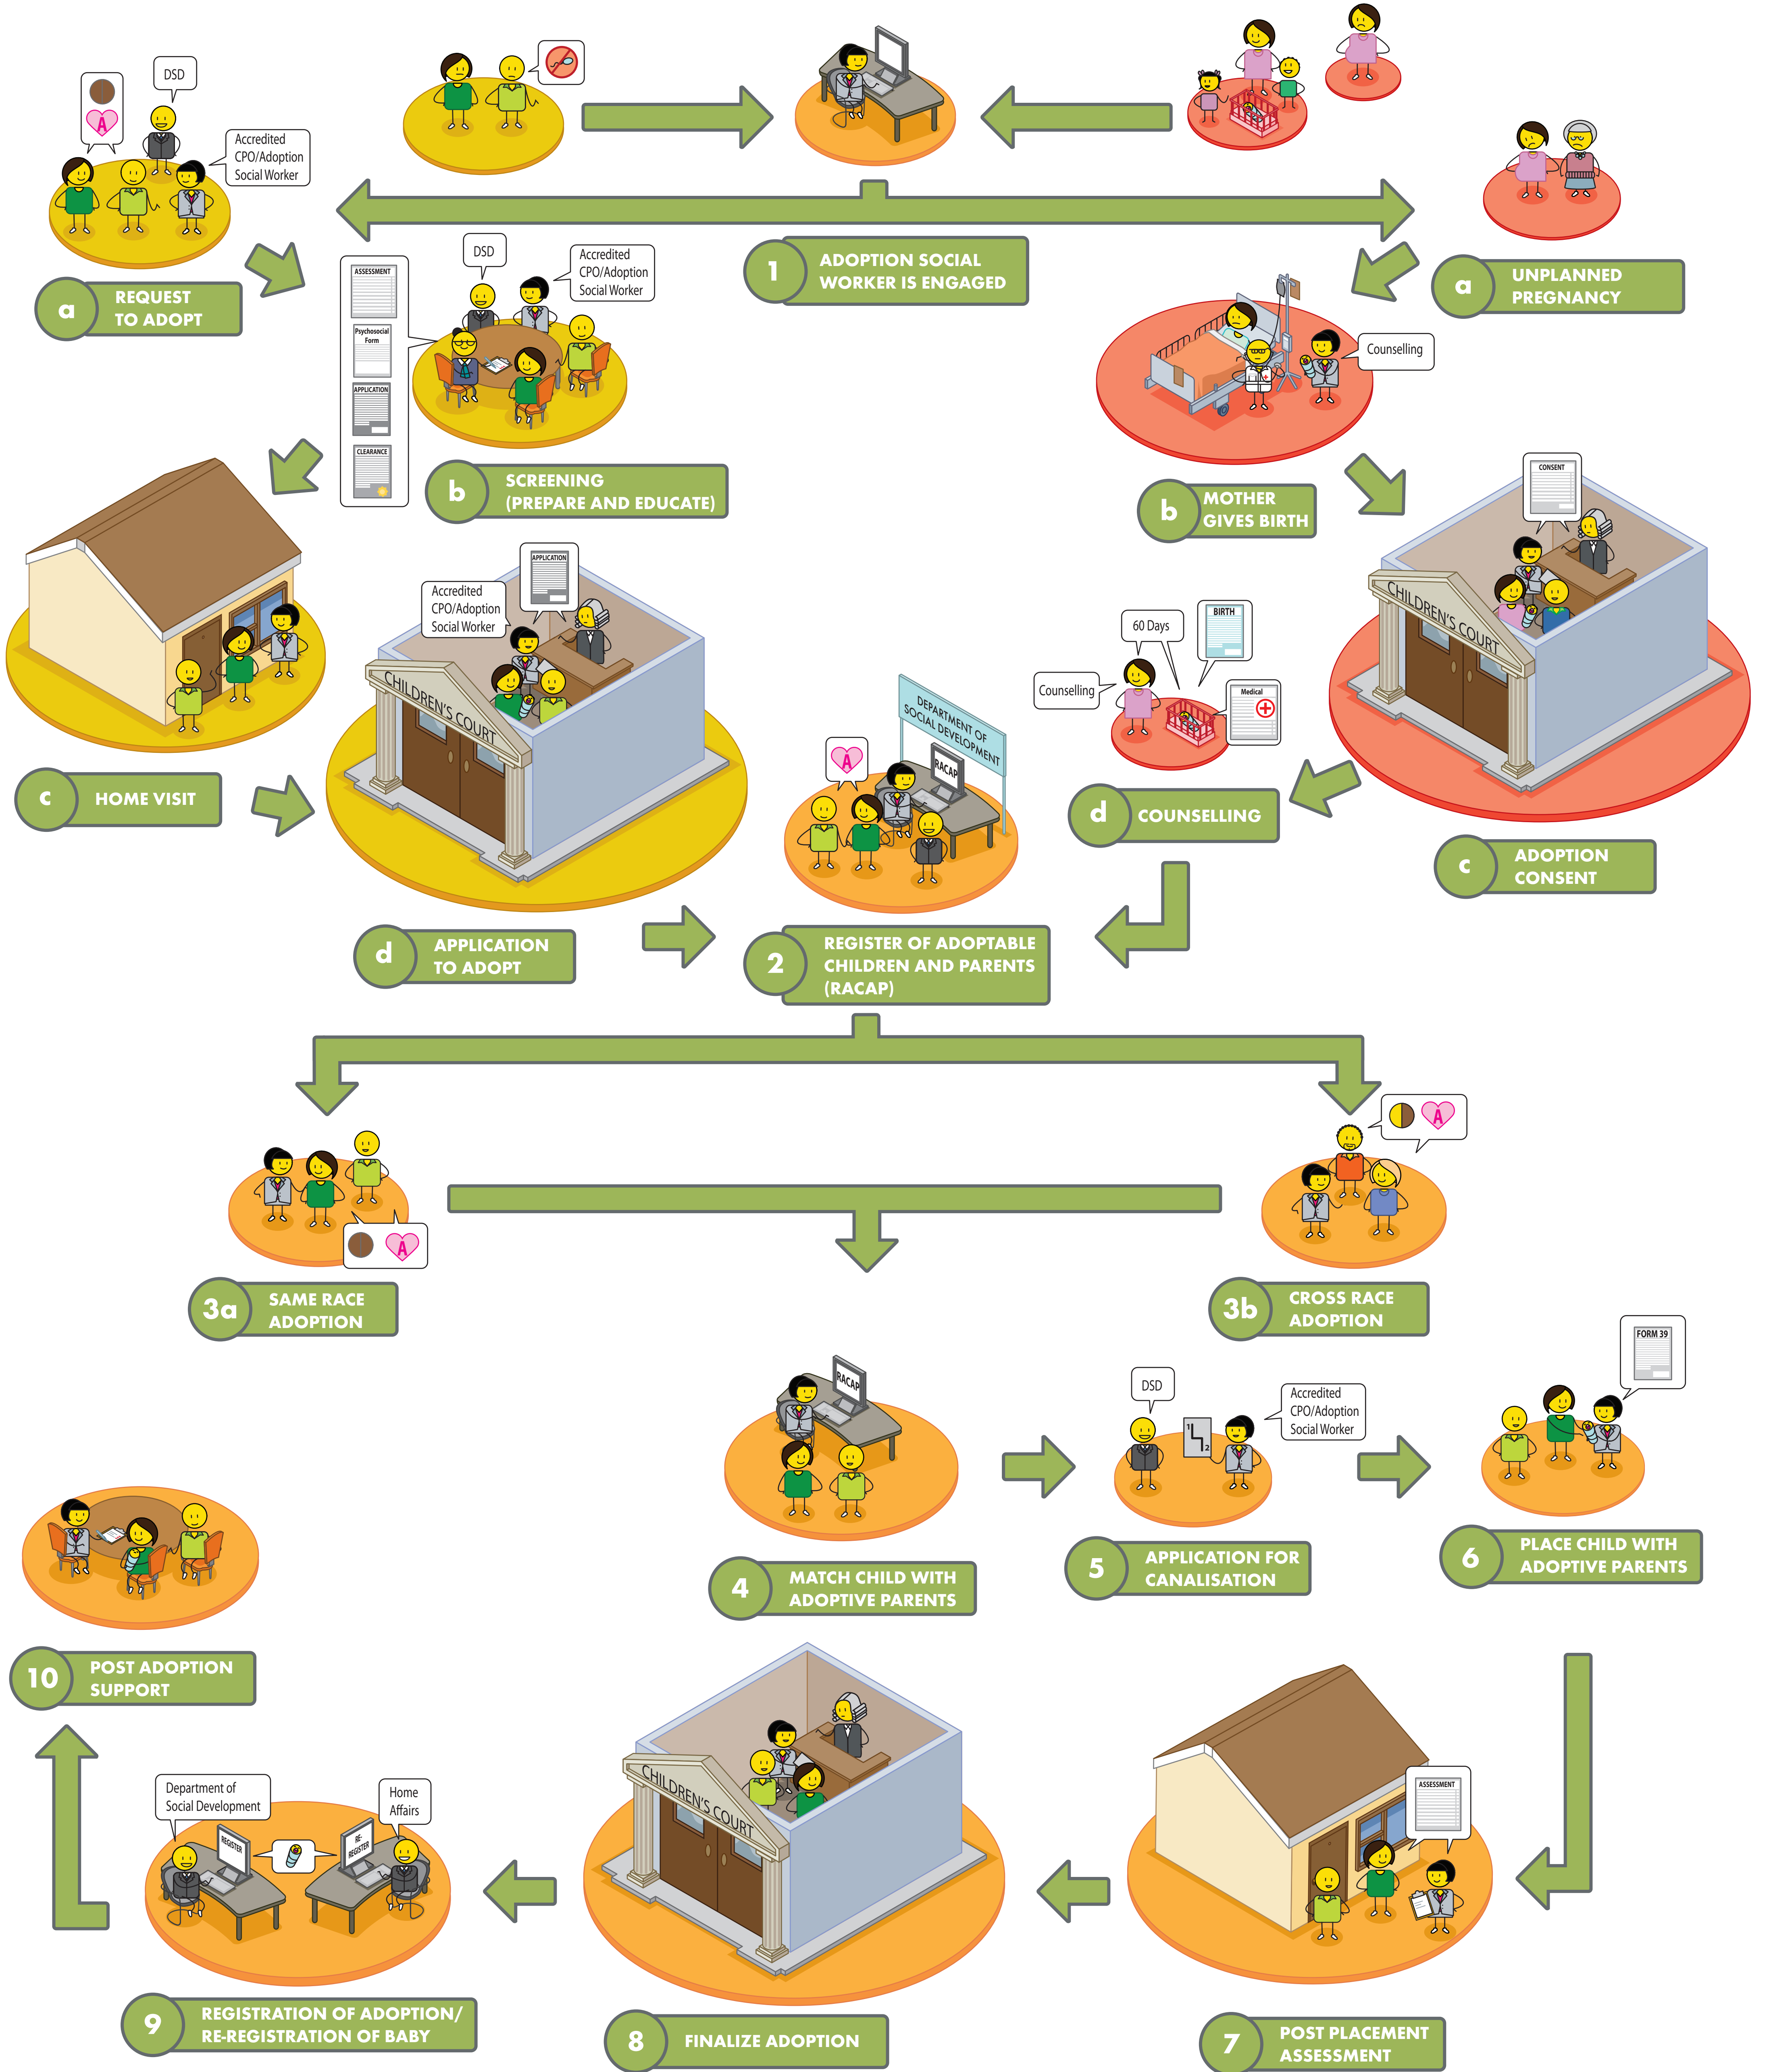 DSD
A
Accredited
CPO/Adoption
Social Worker
a
REQUEST
TO ADOPT
1
ADOPTION SOCIAL
WORKER IS ENGAGED
a
UNPLANNED
PREGNANCY
ASSESSMENT
Psychosocial
Form
APPLICATION
CLEARANCE
DSD
Accredited
CPO/Adoption
Social Worker
b
SCREENING
(PREPARE AND EDUCATE)
Counselling
b
MOTHER
GIVES BIRTH
CONSENT
CHILDREN'S COURT
c
ADOPTION
CONSENT
c
HOME VISIT
APPLICATION
Accredited
CPO/Adoption
Social Worker
CHILDREN'S COURT
d
APPLICATION
TO ADOPT
60 Days
BIRTH
Counselling
Medical
d
COUNSELLING
DEPARTMENT OF
SOCIAL DEVELOPMENT
A
RACAP
2
REGISTER OF ADOPTABLE
CHILDREN AND PARENTS
(RACAP)
A
3a
SAME RACE
ADOPTION
A
3b
CROSS RACE
ADOPTION
RACAP
4
MATCH CHILD WITH
ADOPTIVE PARENTS
DSD
1
2
Accredited
CPO/Adoption
Social Worker
5
APPLICATION FOR
CANALISATION
FORM 39
6
PLACE CHILD WITH
ADOPTIVE PARENTS
ASSESSMENT
7
POST PLACEMENT
ASSESSMENT
CHILDREN'S COURT
8
FINALIZE ADOPTION
Department of
Social Development
Home
Affairs
REGISTER
RE-
REGISTER
9
REGISTRATION OF ADOPTION/
RE-REGISTRATION OF BABY
10
POST ADOPTION
SUPPORT